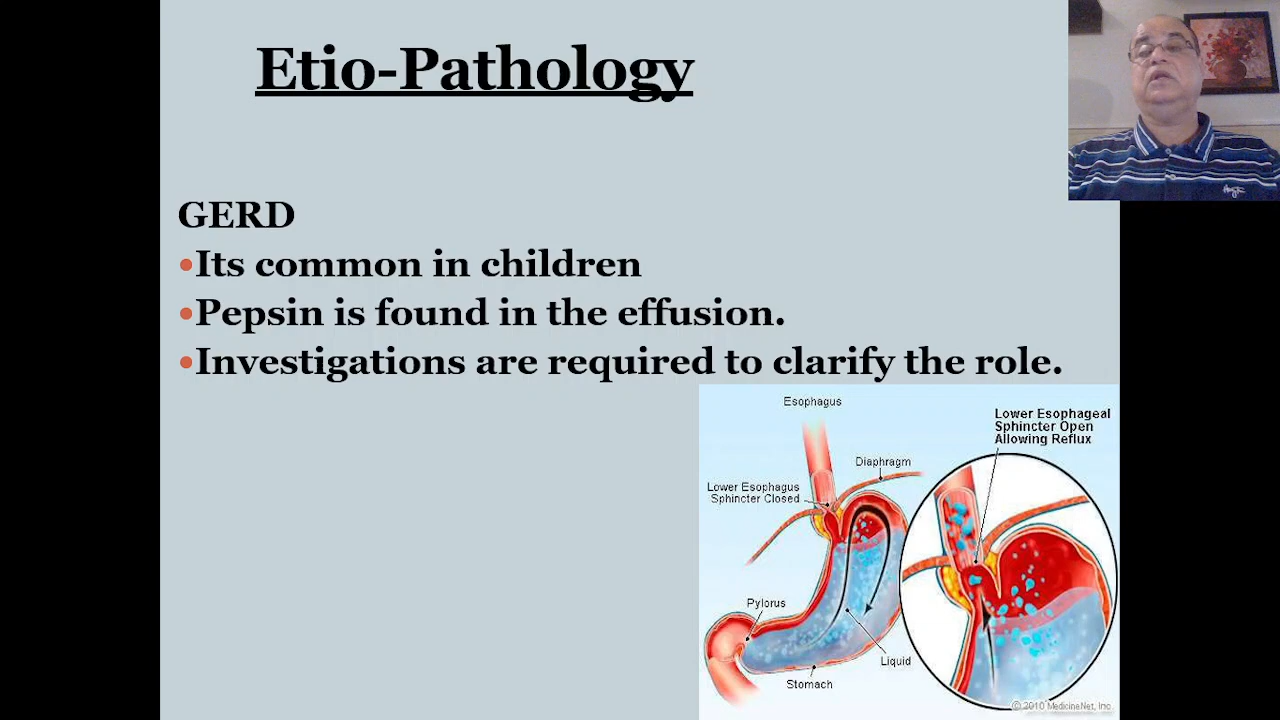 Etio-Pathology
GERD
•Its common in children
•Pepsin is found in the effusion.
•Investigations are required to clarify the role.
Esophagus
Lower Esophageal
Sphincter Open
Allowing Reflux
Diaphragm
Lower Esophagus
Sphincter Closed
Pylorus
Liquid
Stomach
© 2010 MedicineNet, Inc.